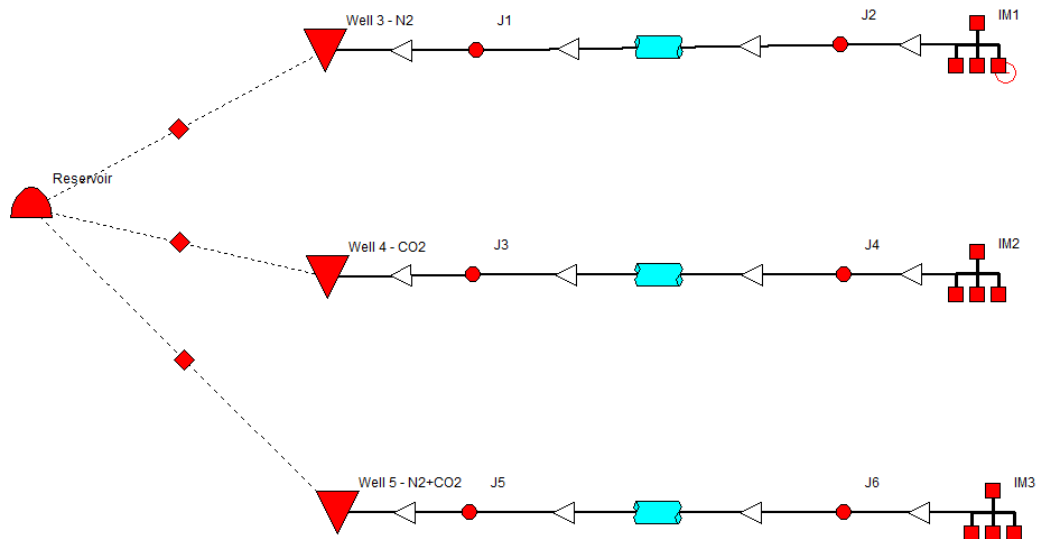 Well 3 - N2
J1
J2
IM1
Reservoir
Well 4 - CO2
J3
J4
IM2
Well 5 - N2+CO2
J5
J6
IM3